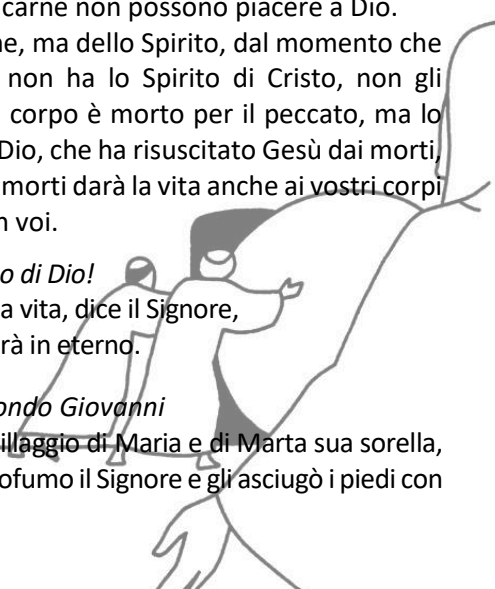 carne non possono piacere a Dio.
ne, ma dello Spirito, dal momento che
non ha lo Spirito di Cristo, non gli
corpo è morto per il peccato, ma lo
Dio, che ha risuscitato Gesù dai morti,
morti darà la vita anche ai vostri corpi
n voi.
o di Dio!
a vita, dice il Signore,
rà in eterno.
ondo Giovanni
illaggio di Maria e di Marta sua sorella,
ofumo il Signore e gli asciugò i piedi con